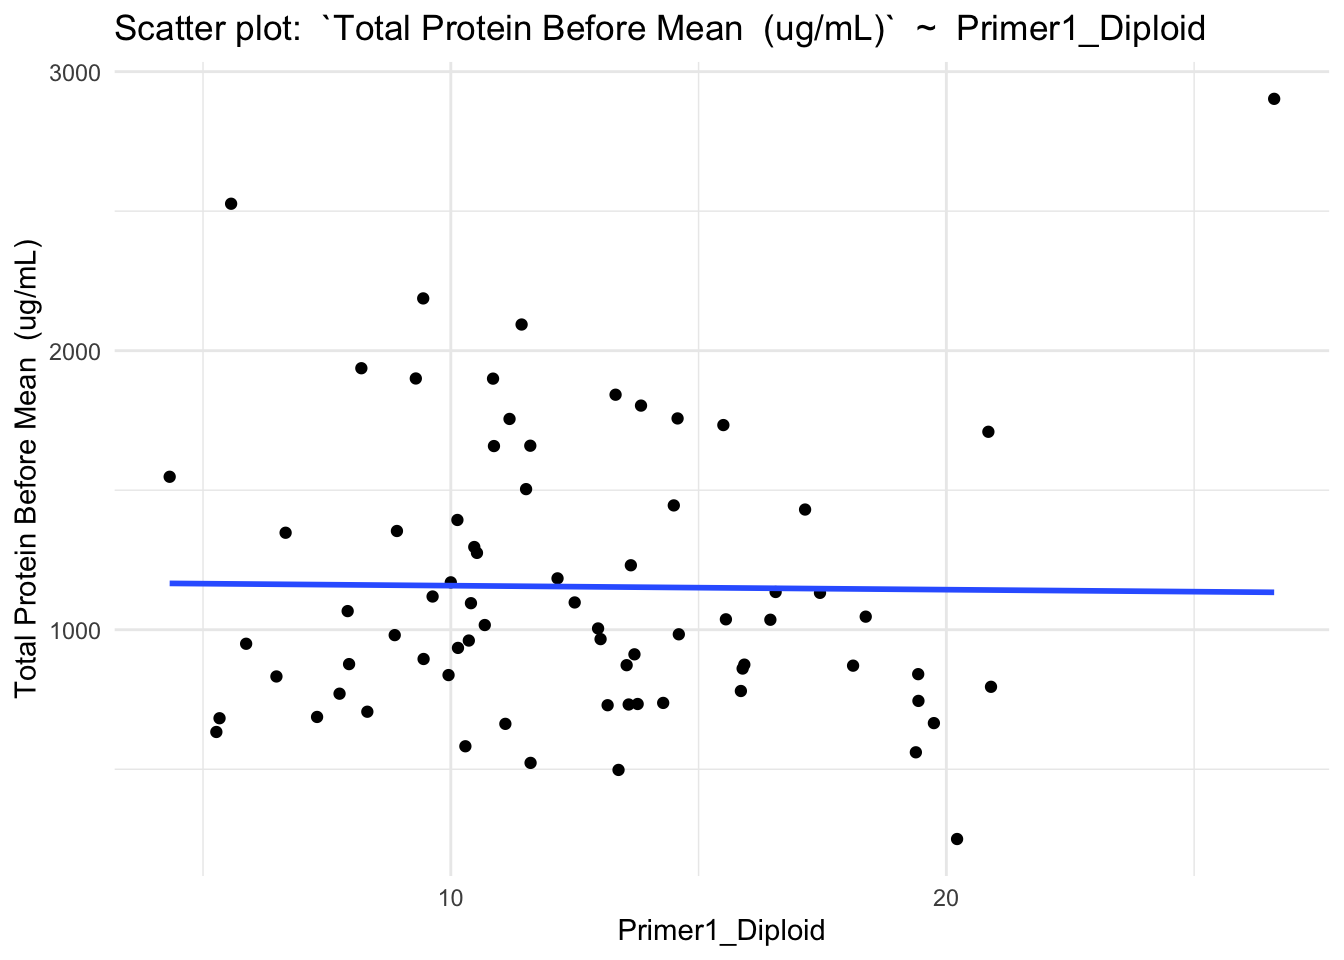 Scatter plot:  `Total Protein Before Mean  (ug/mL)`  ~  Primer1_Diploid
3000
2000
1000
Total Protein Before Mean  (ug/mL)
10
20
Primer1_Diploid